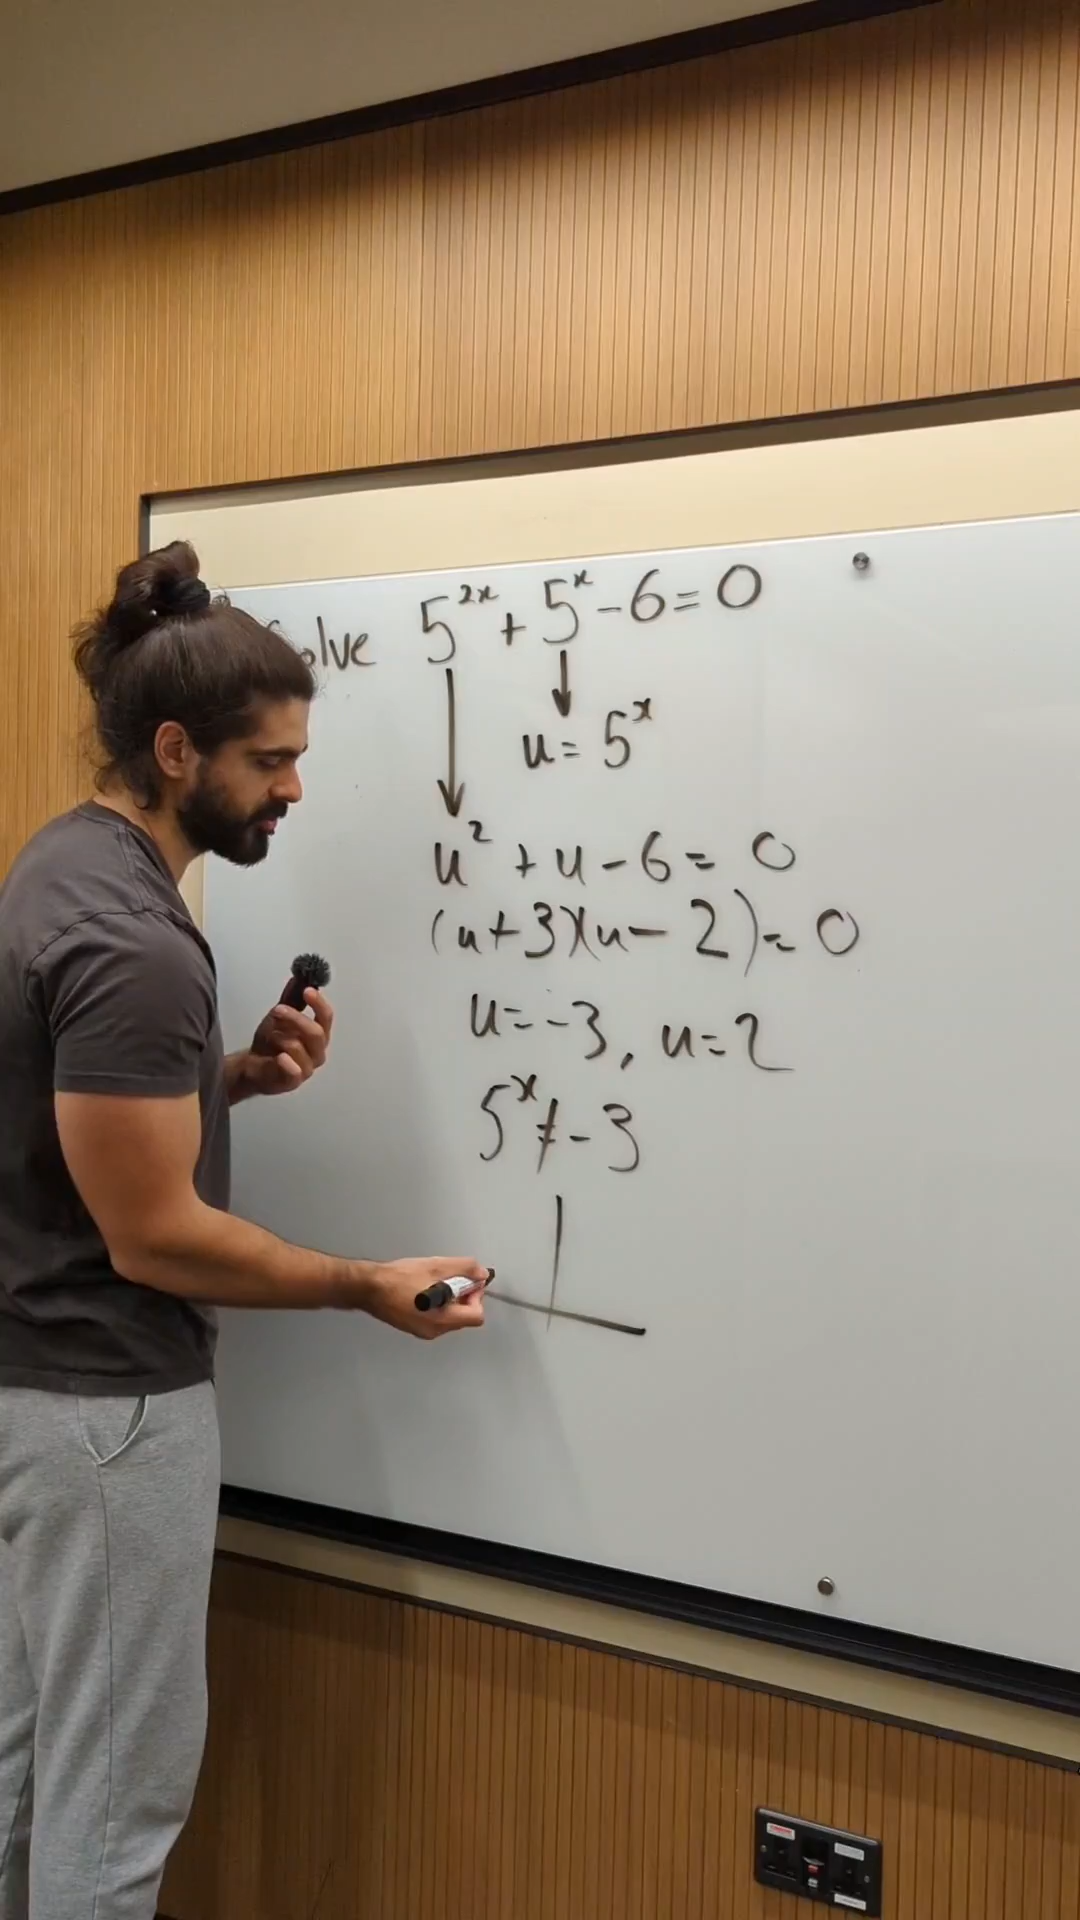 Solve 5²ˣ + 5ˣ - 6 = 0
u = 5ˣ
u² + u - 6 = 0
(u+3)(u-2) = 0
u = -3, u = 2
5ˣ ≠ -3